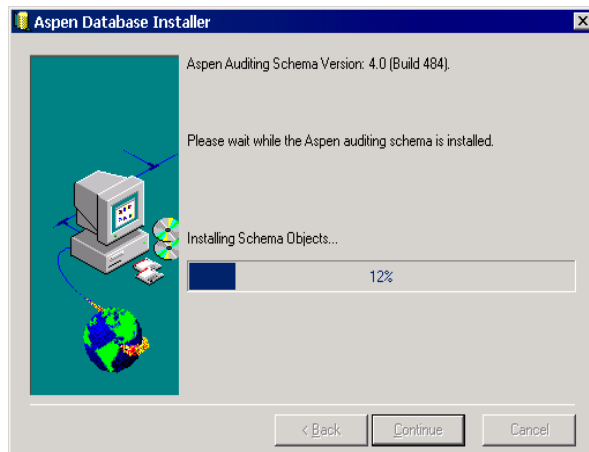 Aspen Database Installer
Aspen Auditing Schema Version: 4.0 (Build 484).
Please wait while the Aspen auditing schema is installed.
Installing Schema Objects...
12%
< Back
Continue
Cancel